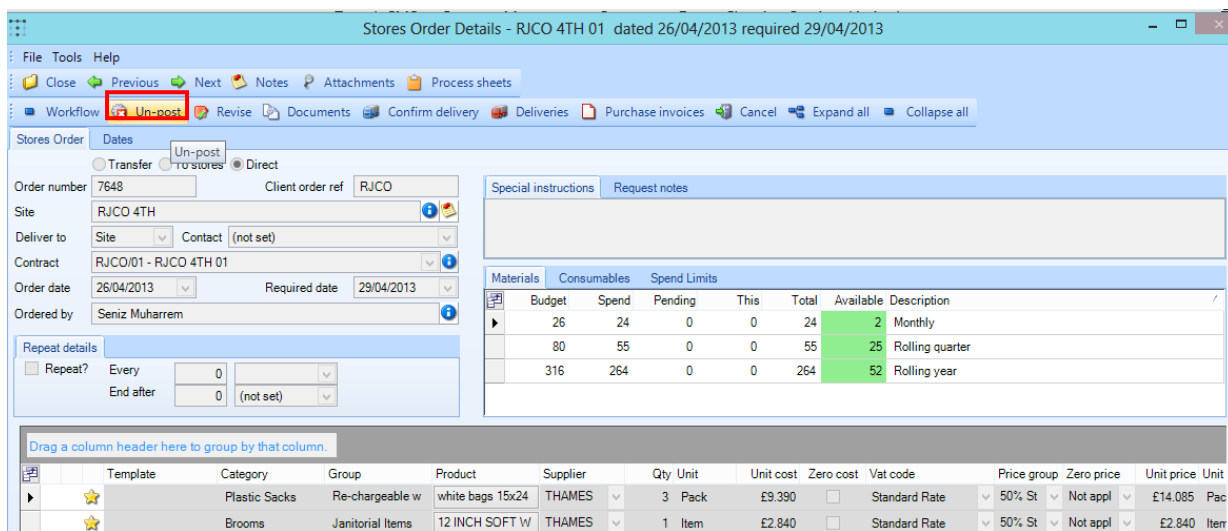 Stores Order Details - RJCO 4TH 01 dated 26/04/2013 required 29/04/2013
File Tools Help
Close Previous Next Notes Attachments Process sheets
Workflow Un-post Revise Documents Confirm delivery Deliveries Purchase invoices Cancel Expand all Collapse all
Stores Order Dates
Un-post
Transfer To stores Direct
Order number 7648 Client order ref RJCO
Special instructions Request notes
Site RJCO 4TH
Deliver to Site Contact (not set)
Contract RJCO/01 - RJCO 4TH 01
Materials Consumables Spend Limits
Order date 26/04/2013 Required date 29/04/2013
Budget Spend Pending This Total Available Description
Ordered by Seniz Muharrem
26 24 0 0 24 2 Monthly
80 55 0 0 55 25 Rolling quarter
316 264 0 0 264 52 Rolling year
Repeat details
Repeat? Every 0
End after 0 (not set)
Drag a column header here to group by that column.
Template Category Group Product Supplier Qty Unit Unit cost Zero cost Vat code Price group Zero price Unit price Unit
Plastic Sacks Re-chargeable w white bags 15x24 THAMES 3 Pack £9.390 Standard Rate 50% St Not appl £14.085 Pac
Brooms Janitorial Items 12 INCH SOFT W THAMES 1 Item £2.840 Standard Rate 50% St Not appl £2.840 Item